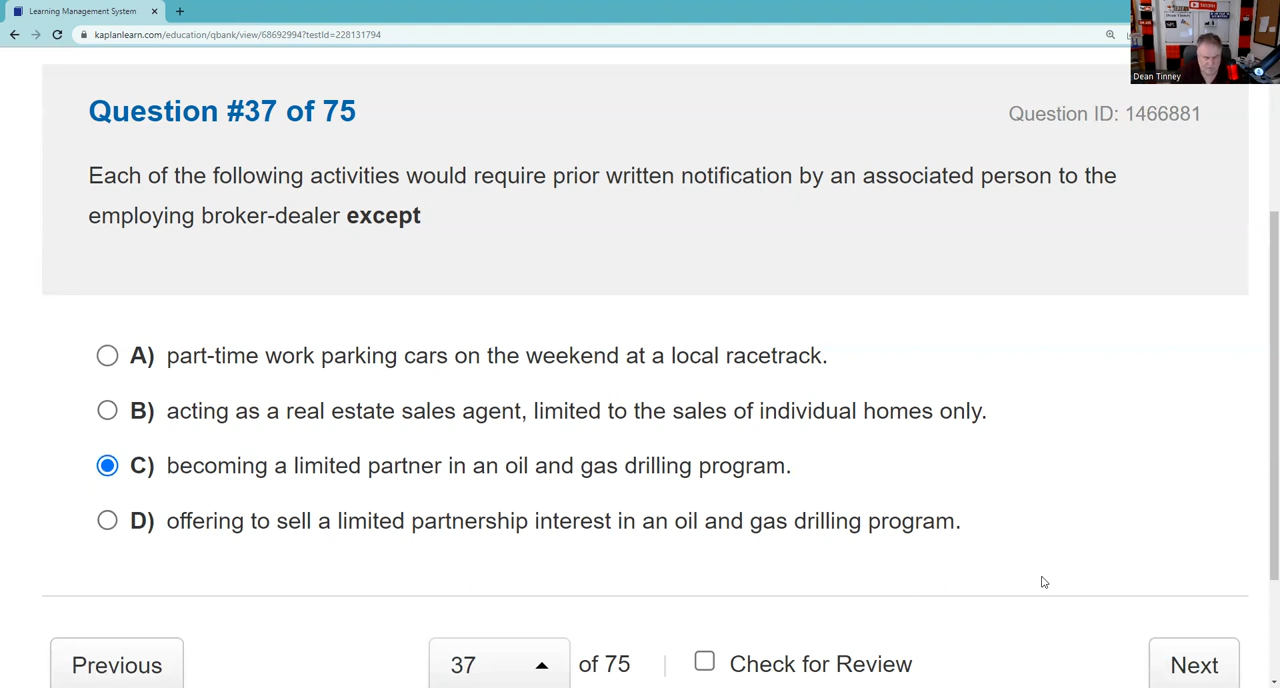 Learning Management System
kaplanlearn.com/education/qbank/view/68692994?testId=228131794
Dean Tinney
Question #37 of 75
Question ID: 1466881
Each of the following activities would require prior written notification by an associated person to the
employing broker-dealer except
A) part-time work parking cars on the weekend at a local racetrack.
B) acting as a real estate sales agent, limited to the sales of individual homes only.
C) becoming a limited partner in an oil and gas drilling program.
D) offering to sell a limited partnership interest in an oil and gas drilling program.
Previous
37
of 75
Check for Review
Next